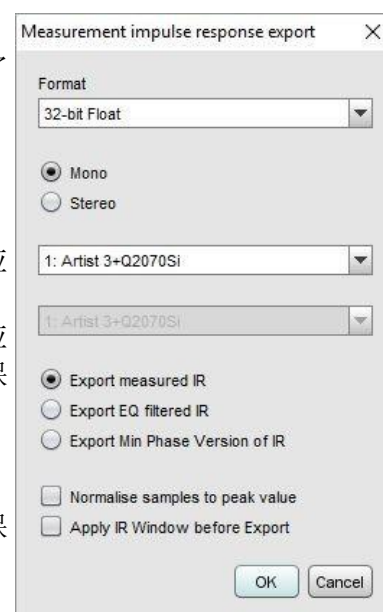 Measurement impulse response export
Format
32-bit Float
Mono
Stereo
1: Artist 3+Q2070Si
1: Artist 3+Q2070Si
Export measured IR
Export EQ filtered IR
Export Min Phase Version of IR
Normalise samples to peak value
Apply IR Window before Export
OK Cancel